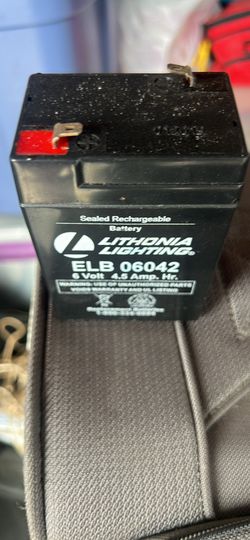 Sealed Rechargeable
Battery
LITHONIA
LIGHTING®
ELB 06042
6 Volt 4.5 Amp. Hr.
WARNING: USE OF UNAUTHORIZED PARTS
VOIDS WARRANTY AND UL LISTING